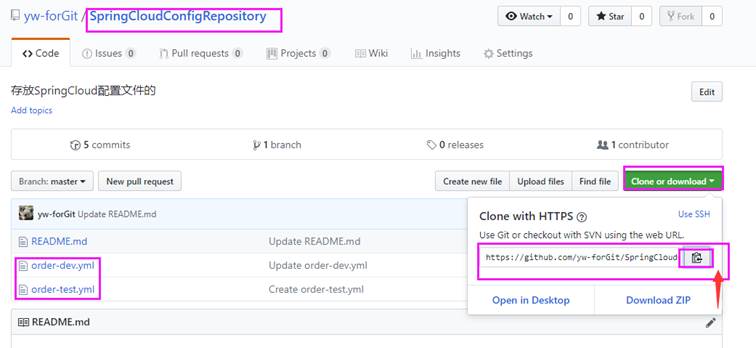 yw-forGit / SpringCloudConfigRepository
Watch 0 Star 0 Fork 0
Code Issues 0 Pull requests 0 Projects 0 Wiki Insights Settings
存放SpringCloud配置文件的
Edit
Add topics
5 commits 1 branch 0 releases 1 contributor
Branch: master New pull request Create new file Upload files Find file Clone or download
yw-forGit Update README.md
README.md Update README.md
order-dev.yml Update order-dev.yml
order-test.yml Create order-test.yml
README.md
Clone with HTTPS ? Use SSH
Use Git or checkout with SVN using the web URL.
https://github.com/yw-forGit/SpringCloud
Open in Desktop Download ZIP